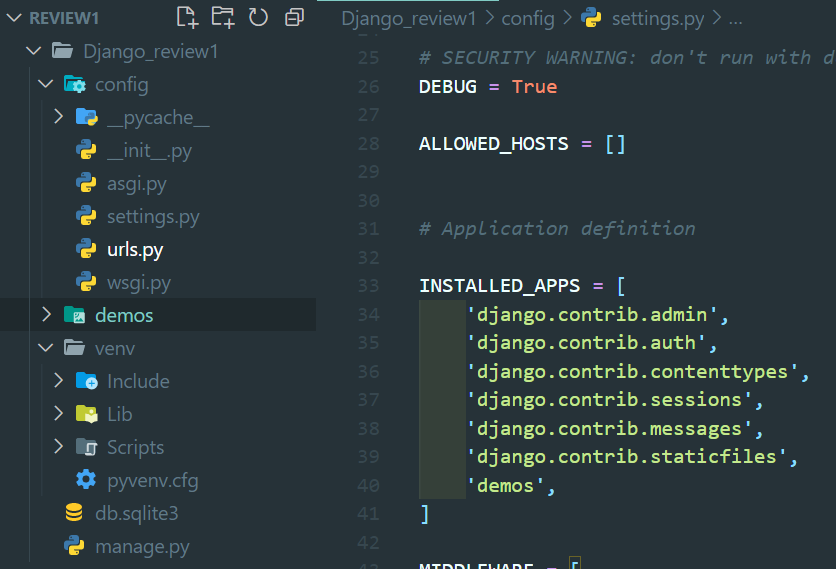 REVIEW1
Django_review1
config
__pycache__
__init__.py
asgi.py
settings.py
urls.py
wsgi.py
demos
venv
Include
Lib
Scripts
pyvenv.cfg
db.sqlite3
manage.py
Django_review1 > config > settings.py > ...
25 # SECURITY WARNING: don't run with d
26 DEBUG = True
27
28 ALLOWED_HOSTS = []
29
30
31 # Application definition
32
33 INSTALLED_APPS = [
34 'django.contrib.admin',
35 'django.contrib.auth',
36 'django.contrib.contenttypes',
37 'django.contrib.sessions',
38 'django.contrib.messages',
39 'django.contrib.staticfiles',
40 'demos',
41 ]
42
43 MIDDLEWARE = [